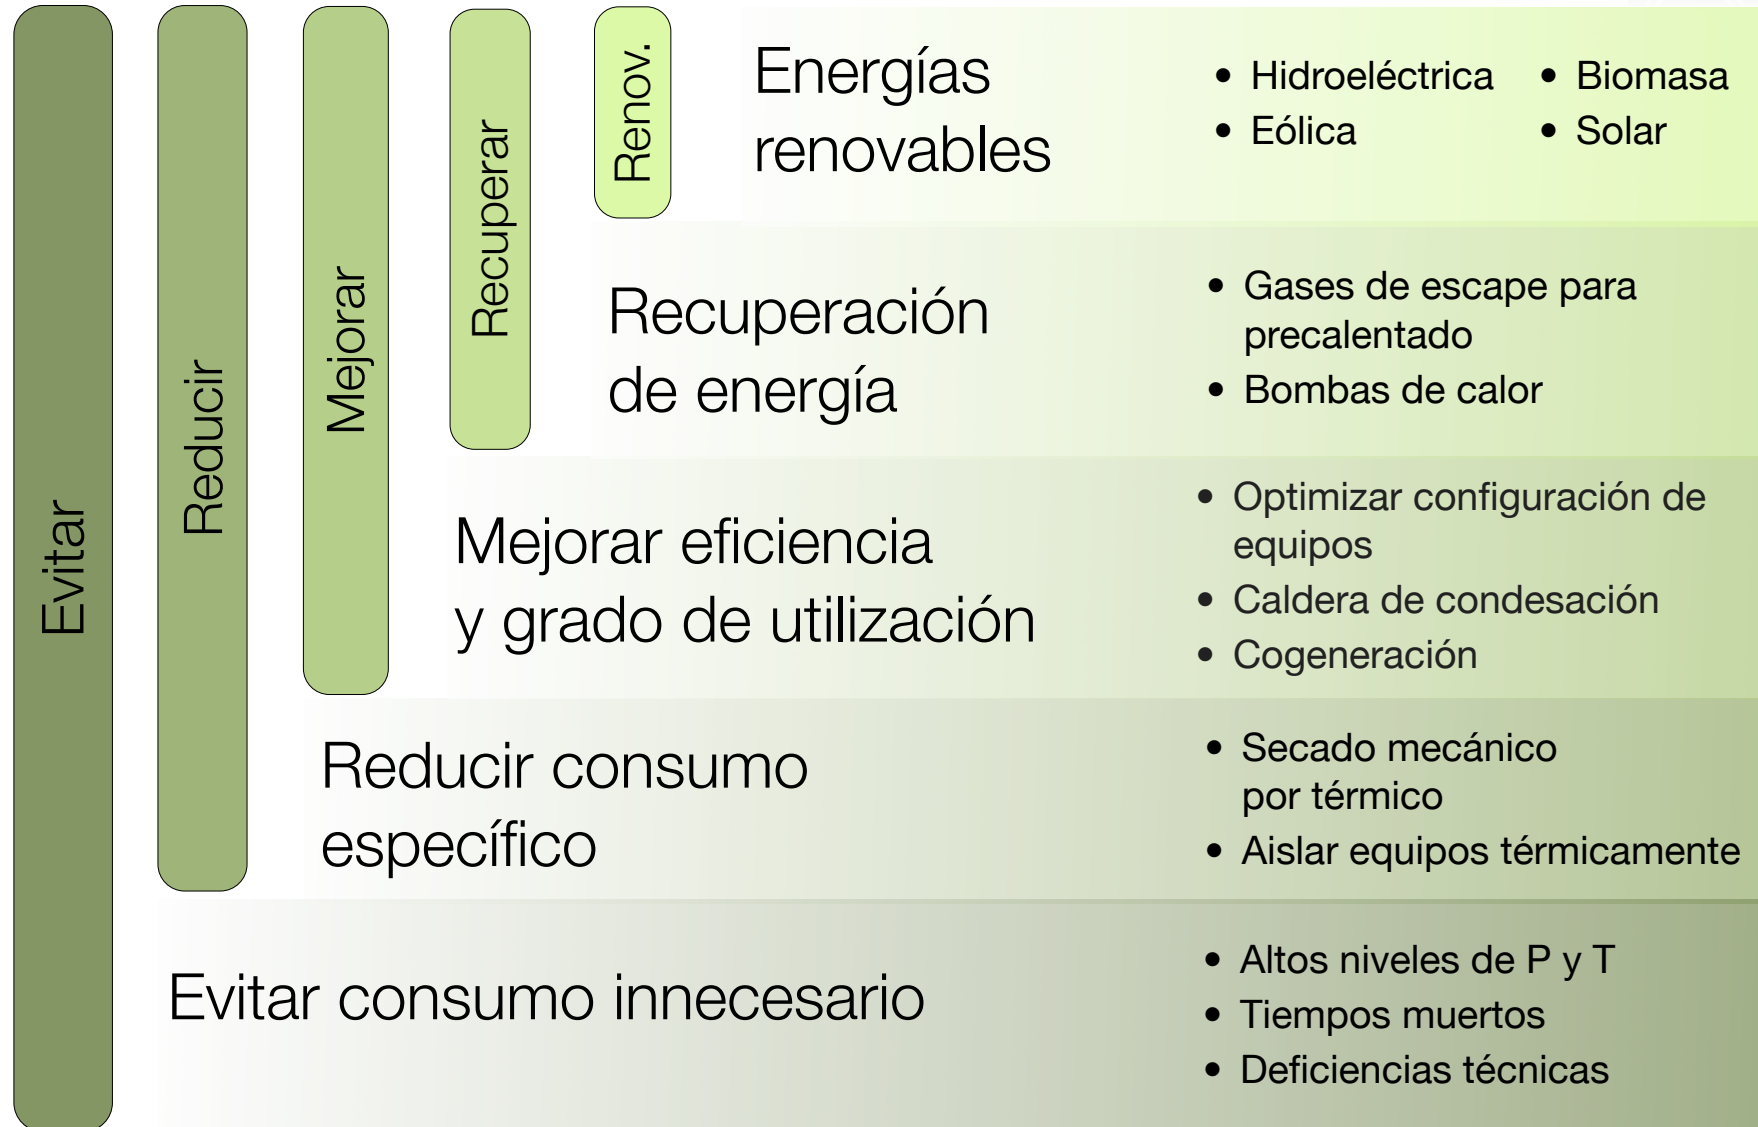 Evitar
Reducir
Mejorar
Recuperar
Renov.
Energías
renovables
• Hidroeléctrica
• Eólica
• Biomasa
• Solar
Recuperación
de energía
• Gases de escape para
precalentado
• Bombas de calor
Mejorar eficiencia
y grado de utilización
• Optimizar configuración de
equipos
• Caldera de condesación
• Cogeneración
Reducir consumo
específico
• Secado mecánico
por térmico
• Aislar equipos térmicamente
Evitar consumo innecesario
• Altos niveles de P y T
• Tiempos muertos
• Deficiencias técnicas